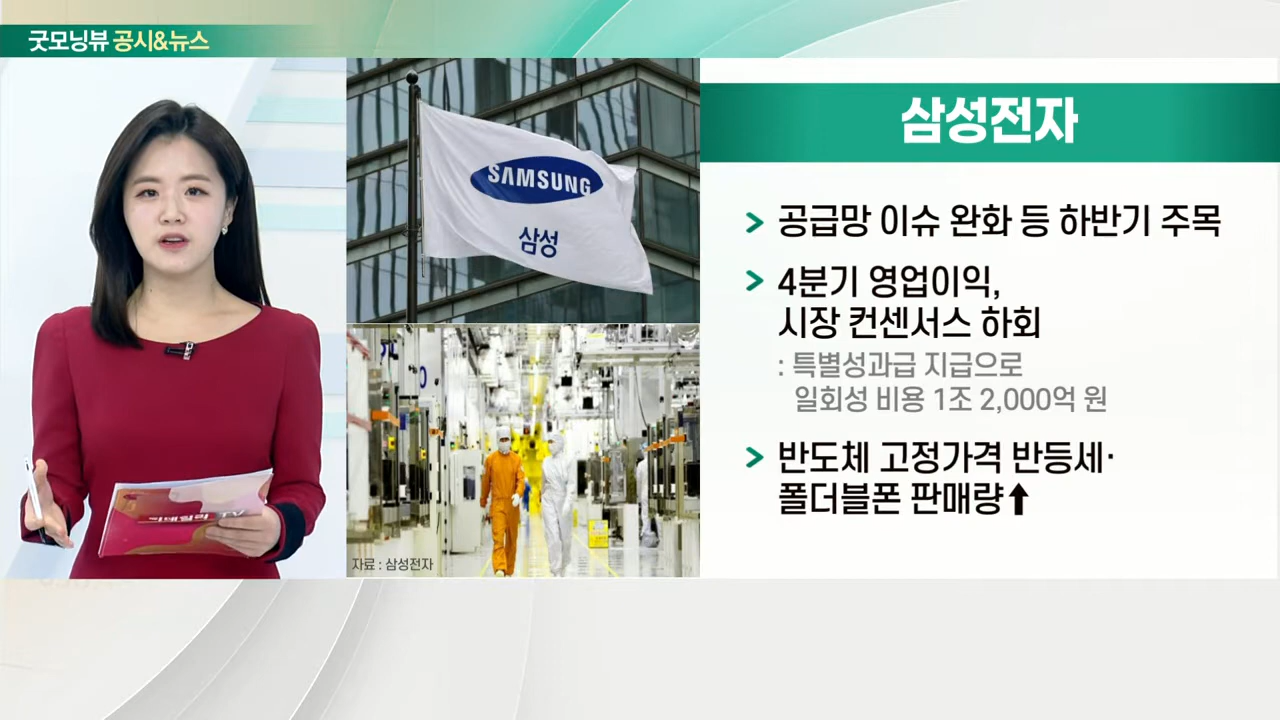 굿모닝뷰 공시&뉴스
SAMSUNG
삼성
자료 : 삼성전자
삼성전자
> 공급망 이슈 완화 등 하반기 주목
> 4분기 영업이익,
시장 컨센서스 하회
: 특별성과급 지급으로
일회성 비용 1조 2,000억 원
> 반도체 고정가격 반등세·
폴더블폰 판매량↑